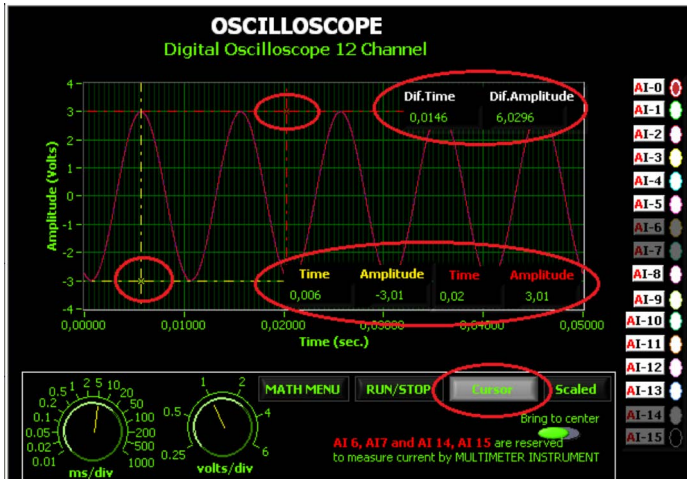 OSCILLOSCOPE
Digital Oscilloscope 12 Channel
Dif.Time Dif.Amplitude
0,0146 6,0296
4
3
2
1
0
-1
-2
-3
-4
Amplitude (Volts)
Time Amplitude Time Amplitude
0,006 -3,01 0,02 3,01
0,00000 0,01000 0,02000 0,03000 0,04000 0,05000
Time (sec.)
AI-0
AI-1
AI-2
AI-3
AI-4
AI-5
AI-6
AI-7
AI-8
AI-9
AI-10
AI-11
AI-12
AI-13
AI-14
AI-15
MATH MENU RUN/STOP Cursor Scaled
Bring to center
AI 6, AI7 and AI 14, AI 15 are reserved
to measure current by MULTIMETER INSTRUMENT
0.01 0.02 0.05 0.1 0.2 0.5 1 2 5 10 20 50 100 200 500 1000
ms/div
0.25 0.5 1 2 4 6
volts/div